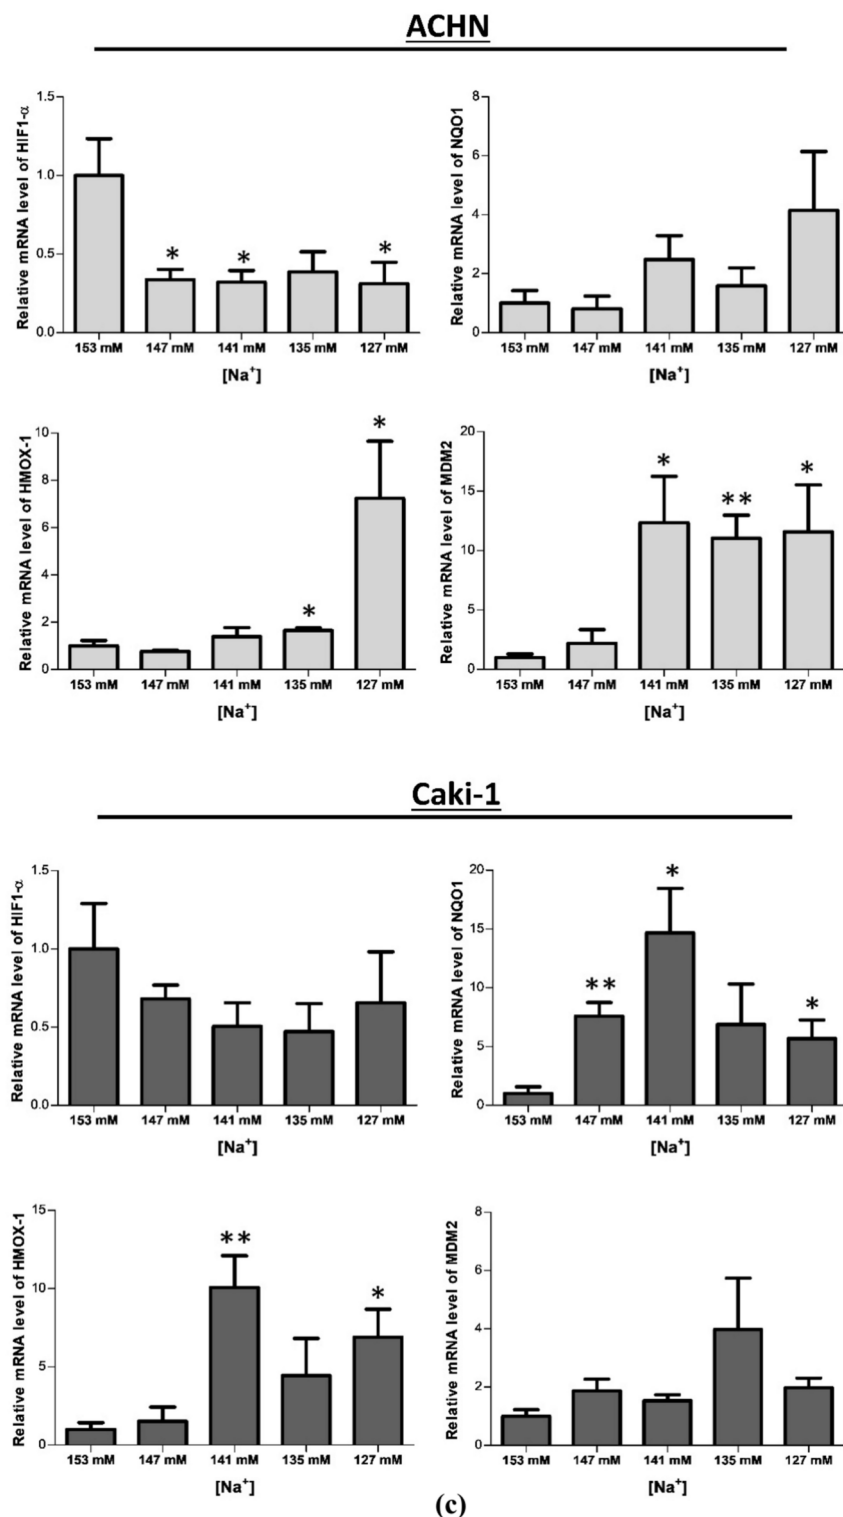 ACHN
Relative mRNA level of HIF1-α
1.5
1.0
0.5
0.0
* * *
153 mM 147 mM 141 mM 135 mM 127 mM
[Na⁺]
Relative mRNA level of NQO1
8
6
4
2
0
153 mM 147 mM 141 mM 135 mM 127 mM
[Na⁺]
Relative mRNA level of HMOX-1
10
8
6
4
2
0
* *
153 mM 147 mM 141 mM 135 mM 127 mM
[Na⁺]
Relative mRNA level of MDM2
20
15
10
5
0
* ** *
153 mM 147 mM 141 mM 135 mM 127 mM
[Na⁺]
Caki-1
Relative mRNA level of HIF1-α
1.5
1.0
0.5
0.0
153 mM 147 mM 141 mM 135 mM 127 mM
[Na⁺]
Relative mRNA level of NQO1
20
15
10
5
0
** * *
153 mM 147 mM 141 mM 135 mM 127 mM
[Na⁺]
Relative mRNA level of HMOX-1
15
10
5
0
** *
153 mM 147 mM 141 mM 135 mM 127 mM
[Na⁺]
Relative mRNA level of MDM2
8
6
4
2
0
153 mM 147 mM 141 mM 135 mM 127 mM
[Na⁺]
(c)